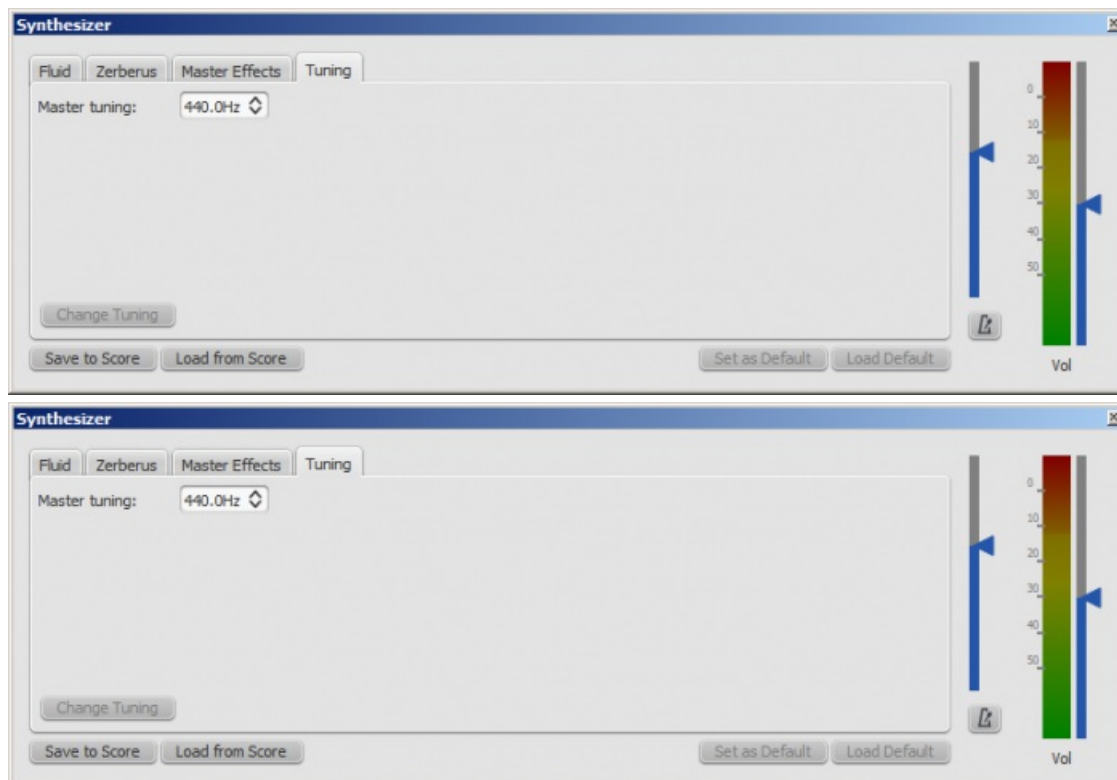 Synthesizer
Fluid Zerberus Master Effects Tuning
Master tuning: 440.0Hz
0
10
20
30
40
50
Change Tuning
Save to Score Load from Score Set as Default Load Default
Vol
Synthesizer
Fluid Zerberus Master Effects Tuning
Master tuning: 440.0Hz
0
10
20
30
40
50
Change Tuning
Save to Score Load from Score Set as Default Load Default
Vol